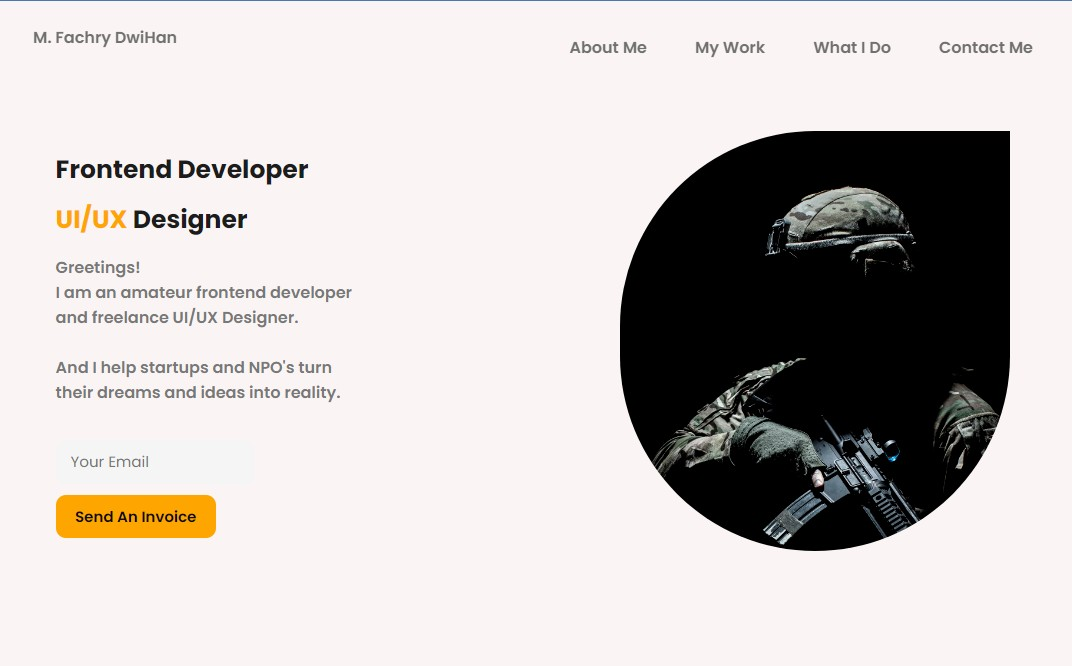 M. Fachry DwiHan
About Me
My Work
What I Do
Contact Me
Frontend Developer
UI/UX Designer
Greetings!
I am an amateur frontend developer
and freelance UI/UX Designer.
And I help startups and NPO's turn
their dreams and ideas into reality.
Your Email
Send An Invoice